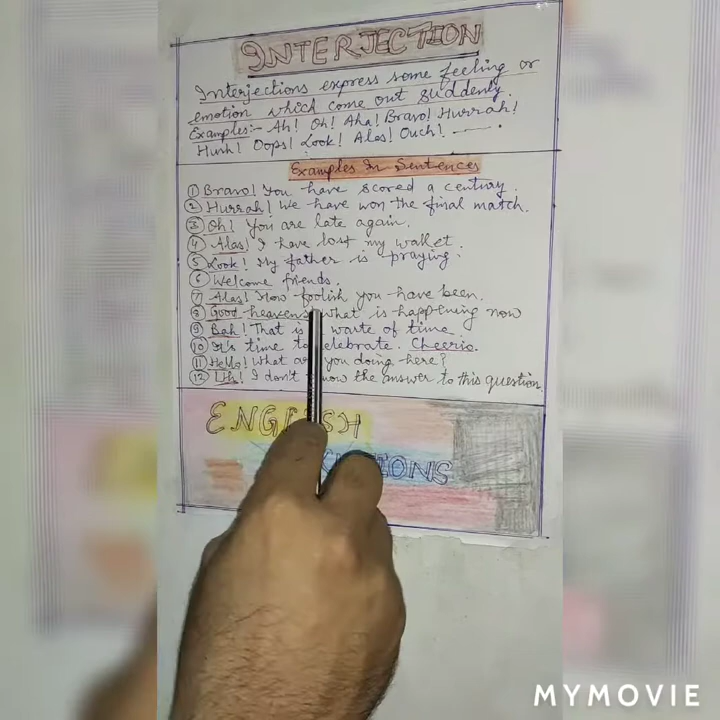 INTERJECTION
Interjections express some feeling or
emotion which come out suddenly.
Examples:- Ah! Oh! Aha! Bravo! Hurrah!
Hush! Oops! Look! Alas! Ouch! ——.
Examples In Sentences
① Bravo! You have scored a century.
② Hurrah! We have won the final match.
③ Oh! You are late again.
④ Alas! I have lost my wallet.
⑤ Look! My father is praying.
⑥ Welcome friends.
⑦ Alas! How foolish you have been.
⑧ Good heavens what is happening now
⑨ Bah! That is waste of time.
⑩ It's time to celebrate. Cheerio.
⑪ Hello! What are you doing here?
⑫ Uh! I don't know the answer to this question.
ENGLISH
MYMOVIE